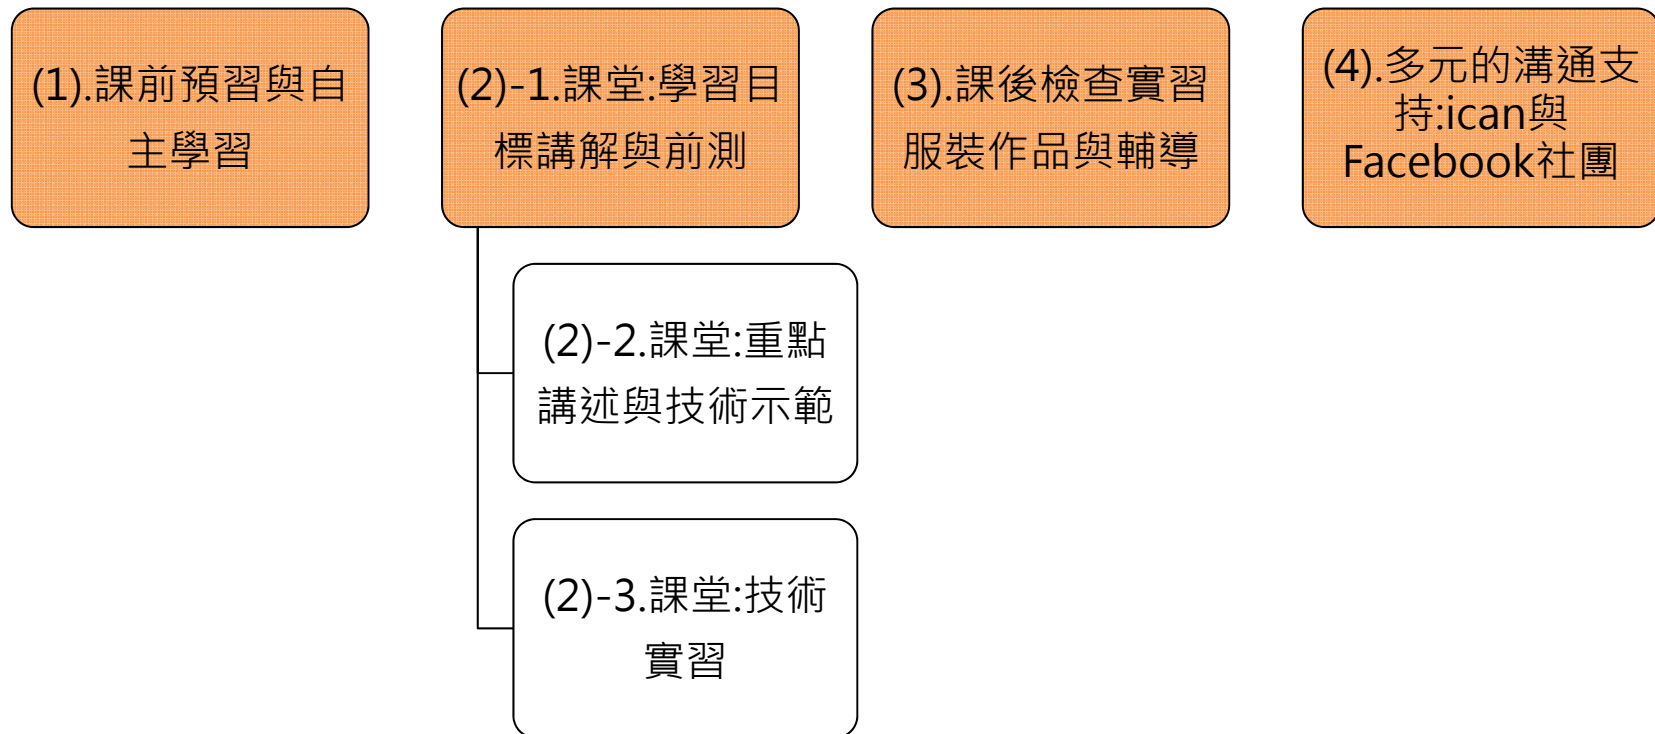 (1).課前預習與自
主學習
(2)-1.課堂:學習目
標講解與前測
(3).課後檢查實習
服裝作品與輔導
(4).多元的溝通支
持:ican與
Facebook社團
(2)-2.課堂:重點
講述與技術示範
(2)-3.課堂:技術
實習